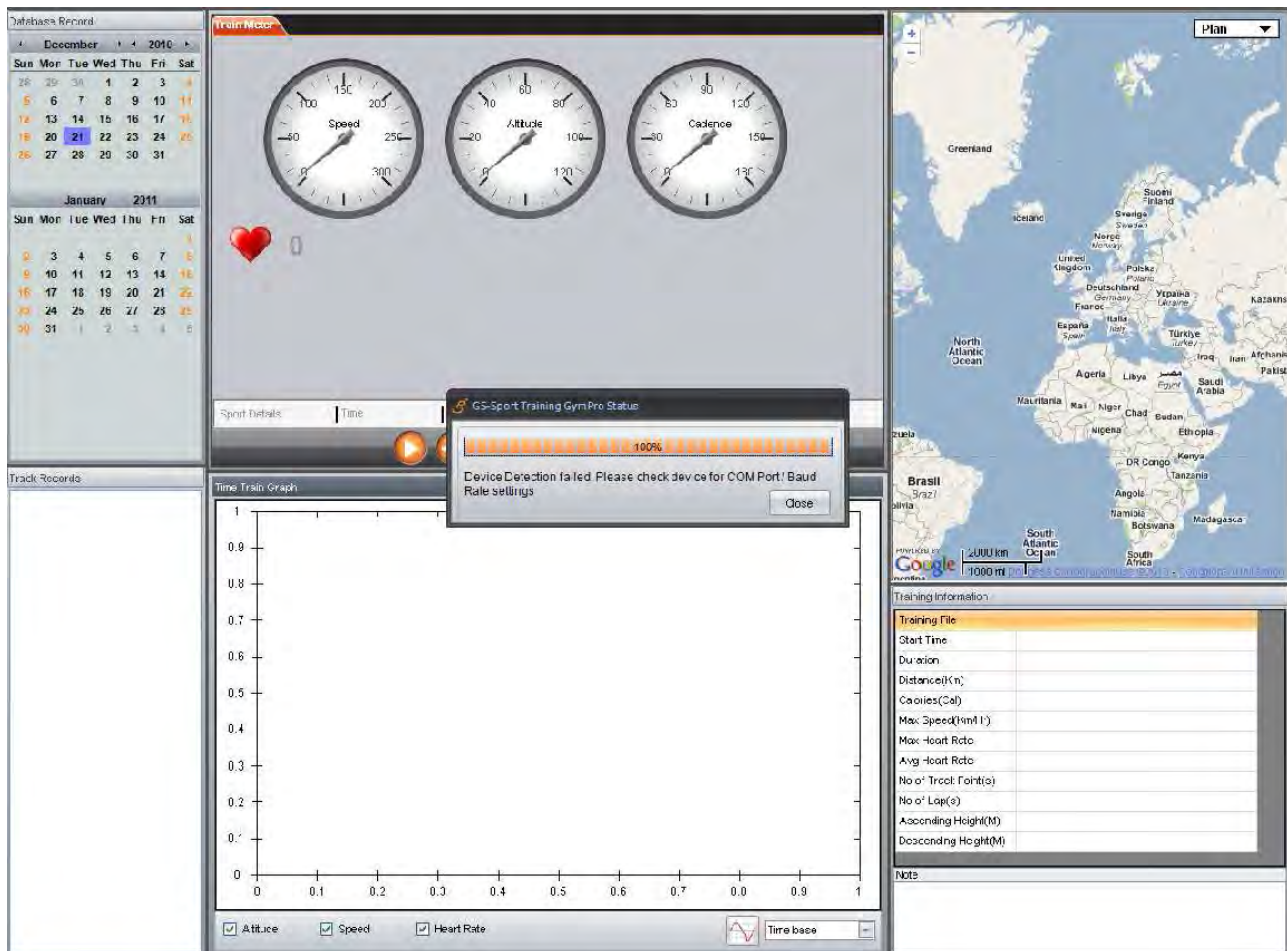 Database Record
December 2010
Sun Mon Tue Wed Thu Fri Sat
28 29 30 1 2 3 4
5 6 7 8 9 10 11
12 13 14 15 16 17 18
19 20 21 22 23 24 25
26 27 28 29 30 31
January 2011
Sun Mon Tue Wed Thu Fri Sat
1
2 3 4 5 6 7 8
9 10 11 12 13 14 15
16 17 18 19 20 21 22
23 24 25 26 27 28 29
30 31 1 2 3 4 5
Track Records
Train Meter
0 50 100 150 200 250 300
Speed
0 20 40 60 80 100 120
Altitude
0 30 60 90 120 150 180
Cadence
0
Sport Details
Time
GS-Sport Training Gym Pro Status
100%
Device Detection failed. Please check device for COM Port / Baud
Rate settings
Close
Time Train Graph
1
0.9
0.8
0.7
0.6
0.5
0.4
0.3
0.2
0.1
0
0 0.1 0.2 0.3 0.4 0.5 0.6 0.7 0.8 0.9 1
Altitude
Speed
Heart Rate
Time base
+
-
Plan
Greenland
Iceland
Suomi
Finland
Sverige
Sweden
Norge
Norway
United
Kingdom
Polska
Poland
Deutschland
Germany
Україна
Ukraine
France
Kazakhs
Italia
Italy
España
Spain
Türkiye
Turkey
North
Atlantic
Ocean
Iraq
Iran
Afghanis
Pakist
Algeria
Libya
مصر
Egypt
Saudi
Arabia
Mauritania
Mali
Niger
Chad
Sudan
Nigeria
Ethiopia
zuela
DR Congo
Kenya
Tanzania
Brasil
Brazil
olivia
Angola
Namibia
Botswana
Madagascar
South
Atlantic
Ocean
South
Africa
POWERED BY
Google
2000 km
1000 mi
Training Information
Training File
Start Time
Duration
Distance(Km)
Calories(Cal)
Max Speed(Km/Hr)
Max Heart Rate
Avg Heart Rate
No of Track Point(s)
No of Lap(s)
Ascending Height(M)
Descending Height(M)
Note